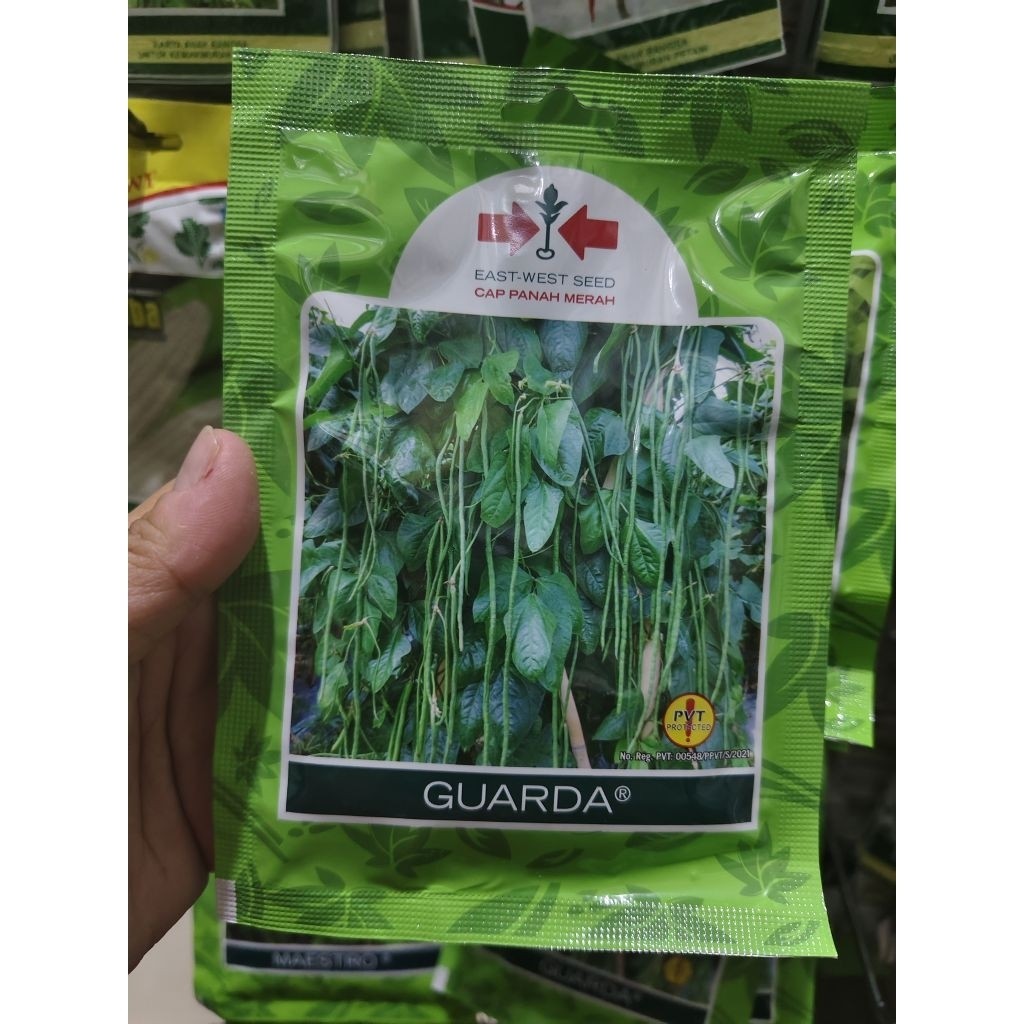 EAST-WEST SEED
CAP PANAH MERAH
PVT
PROTECTED
No. Reg. PVT: 00548/PPVT/S/2021
GUARDA®
MAESTRO®
GUARDA®